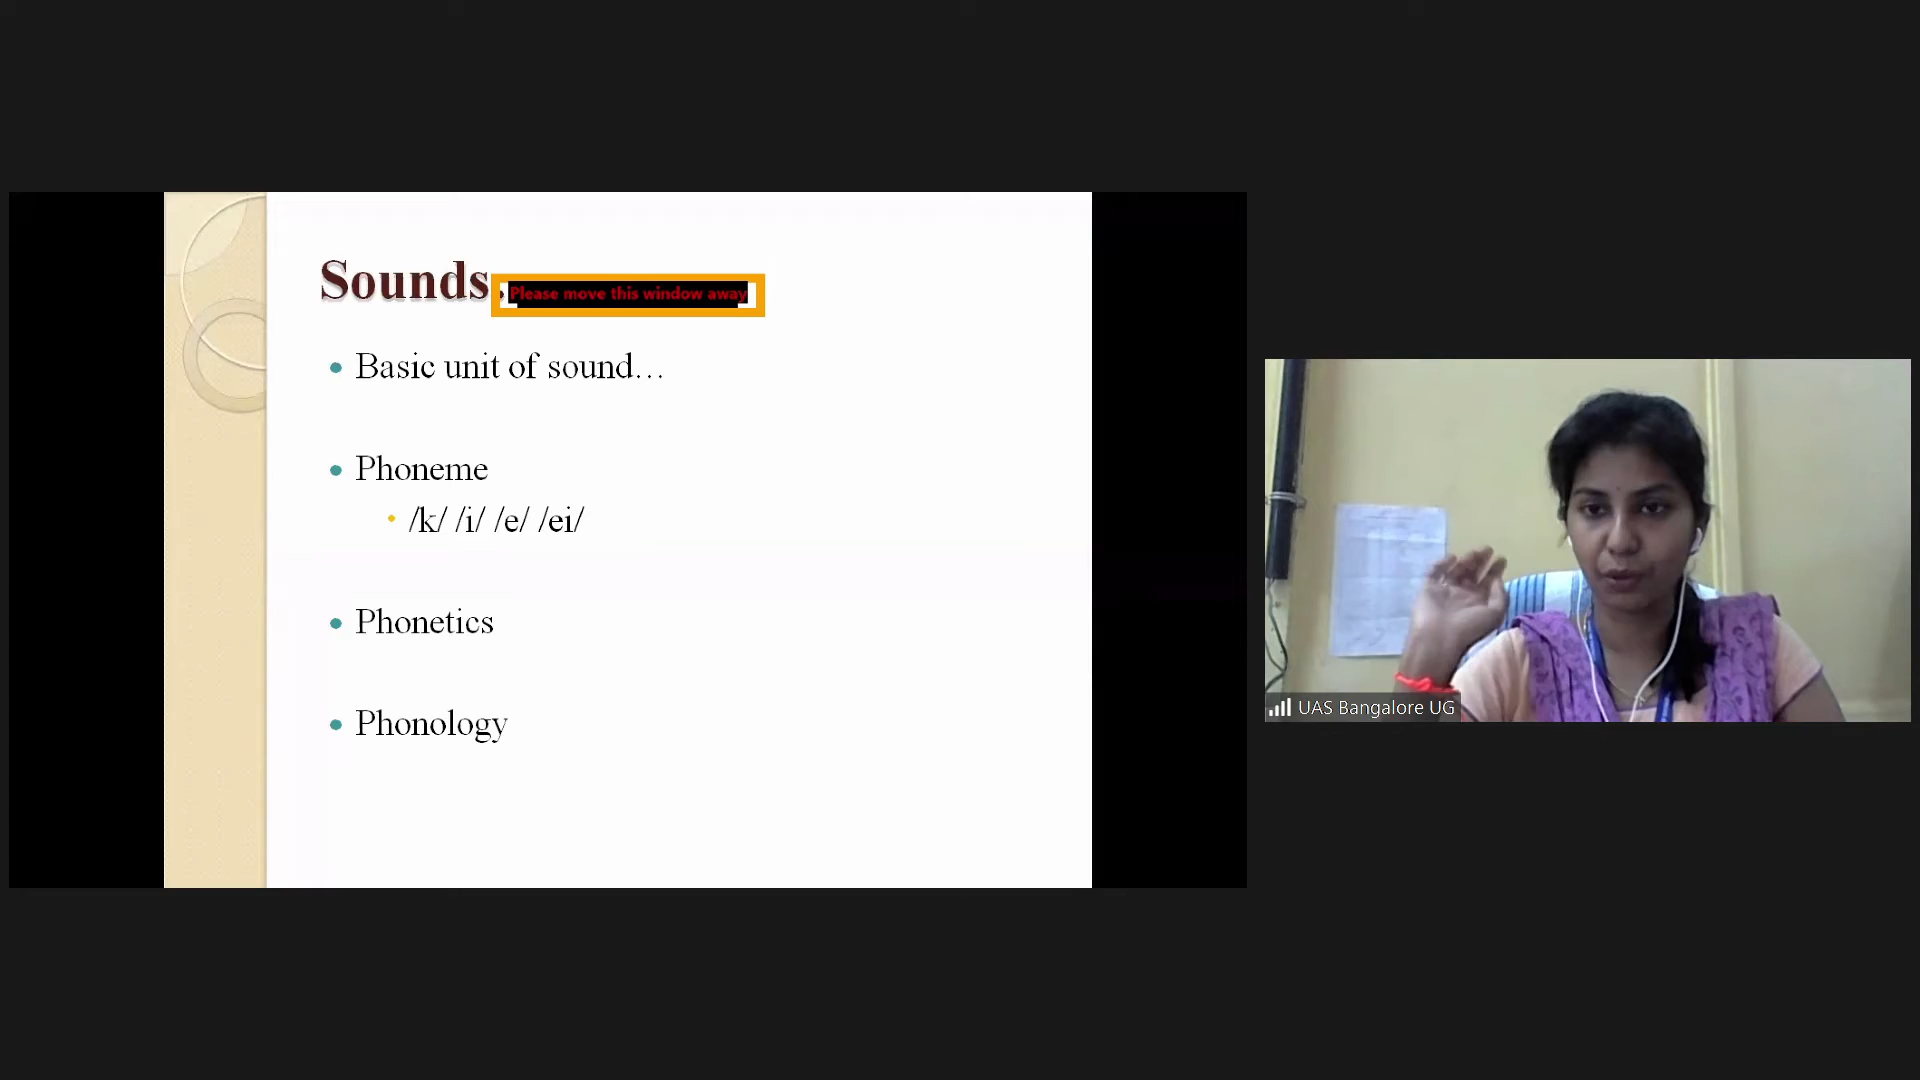 Sounds
Please move this window away
Basic unit of sound…
Phoneme
/k/ /i/ /e/ /ei/
Phonetics
Phonology
UAS Bangalore UG